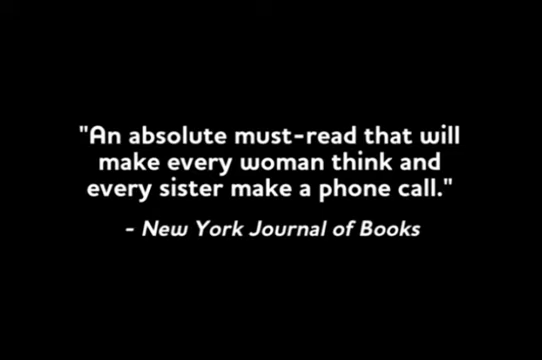 "An absolute must-read that will
make every woman think and
every sister make a phone call."
- New York Journal of Books